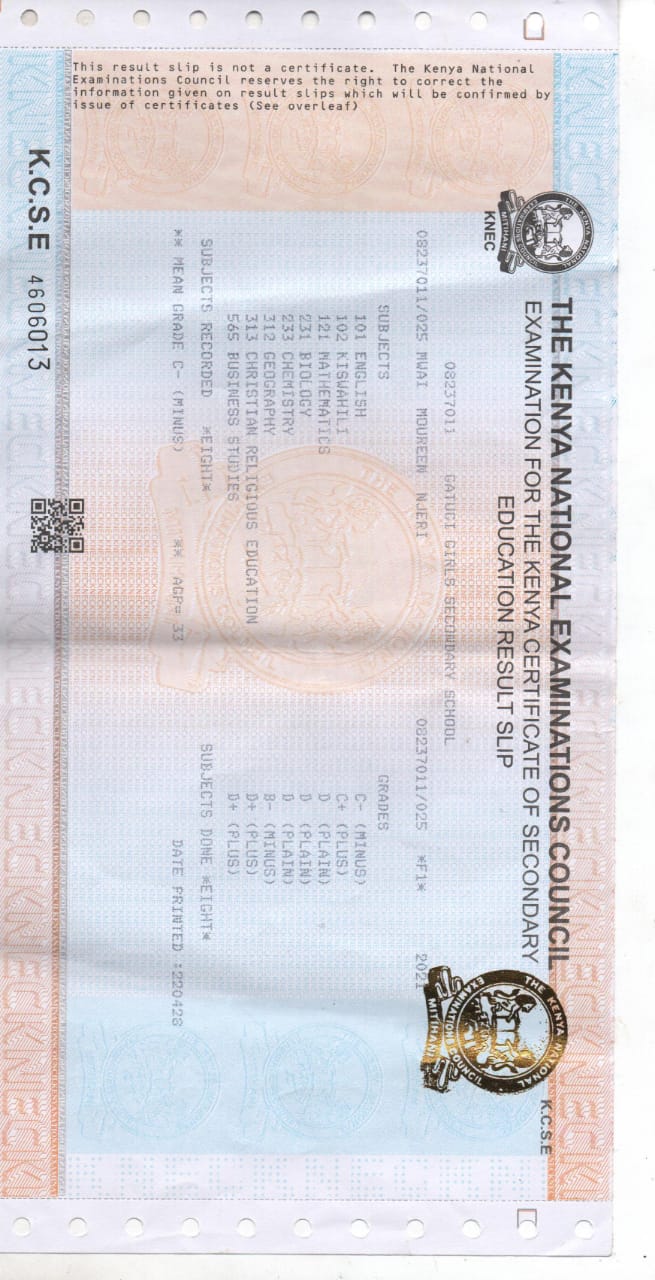 This result slip is not a certificate. The Kenya National
Examinations Council reserves the right to correct the
information given on result slips which will be confirmed by
issue of certificates (See overleaf)
THE KENYA NATIONAL EXAMINATIONS COUNCIL
EXAMINATION FOR THE KENYA CERTIFICATE OF SECONDARY
EDUCATION RESULT SLIP
KNEC
K.C.S.E
08237011 GATUGI GIRLS SECONDARY SCHOOL
08237011/025 MWAI MOUREEN NJERI 08237011/025 *F1* 2021
SUBJECTS GRADES
101 ENGLISH C- (MINUS)
102 KISWAHILI C+ (PLUS)
121 MATHEMATICS D (PLAIN)
231 BIOLOGY D (PLAIN)
233 CHEMISTRY D (PLAIN)
312 GEOGRAPHY B- (MINUS)
313 CHRISTIAN RELIGIOUS EDUCATION D+ (PLUS)
565 BUSINESS STUDIES D+ (PLUS)
SUBJECTS RECORDED *EIGHT* SUBJECTS DONE *EIGHT*
** MEAN GRADE C- (MINUS) ** AGP= 33 DATE PRINTED :220428
K.C.S.E 4606013
THE KENYA NATIONAL
EXAMINATIONS COUNCIL
MITIHANI